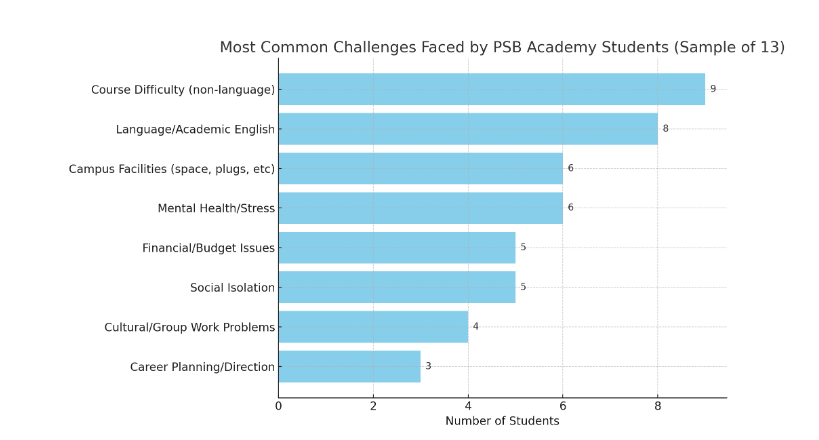 Most Common Challenges Faced by PSB Academy Students (Sample of 13)
Course Difficulty (non-language) 9
Language/Academic English 8
Campus Facilities (space, plugs, etc) 6
Mental Health/Stress 6
Financial/Budget Issues 5
Social Isolation 5
Cultural/Group Work Problems 4
Career Planning/Direction 3
0 2 4 6 8
Number of Students